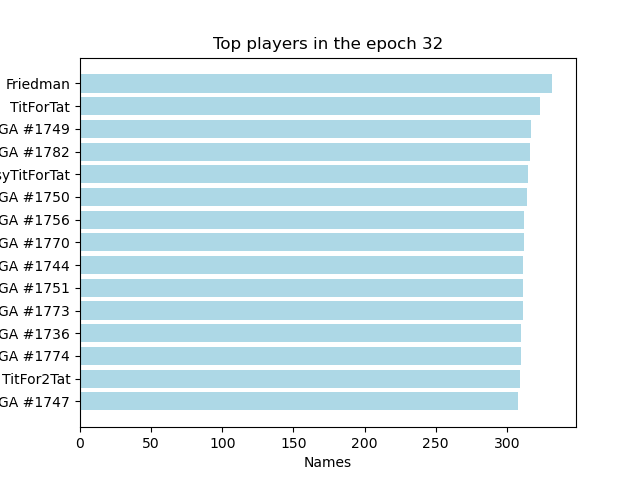 Top players in the epoch 32
Friedman
TitForTat
GA #1749
GA #1782
syTitForTat
GA #1750
GA #1756
GA #1770
GA #1744
GA #1751
GA #1773
GA #1736
GA #1774
TitFor2Tat
GA #1747
0 50 100 150 200 250 300
Names